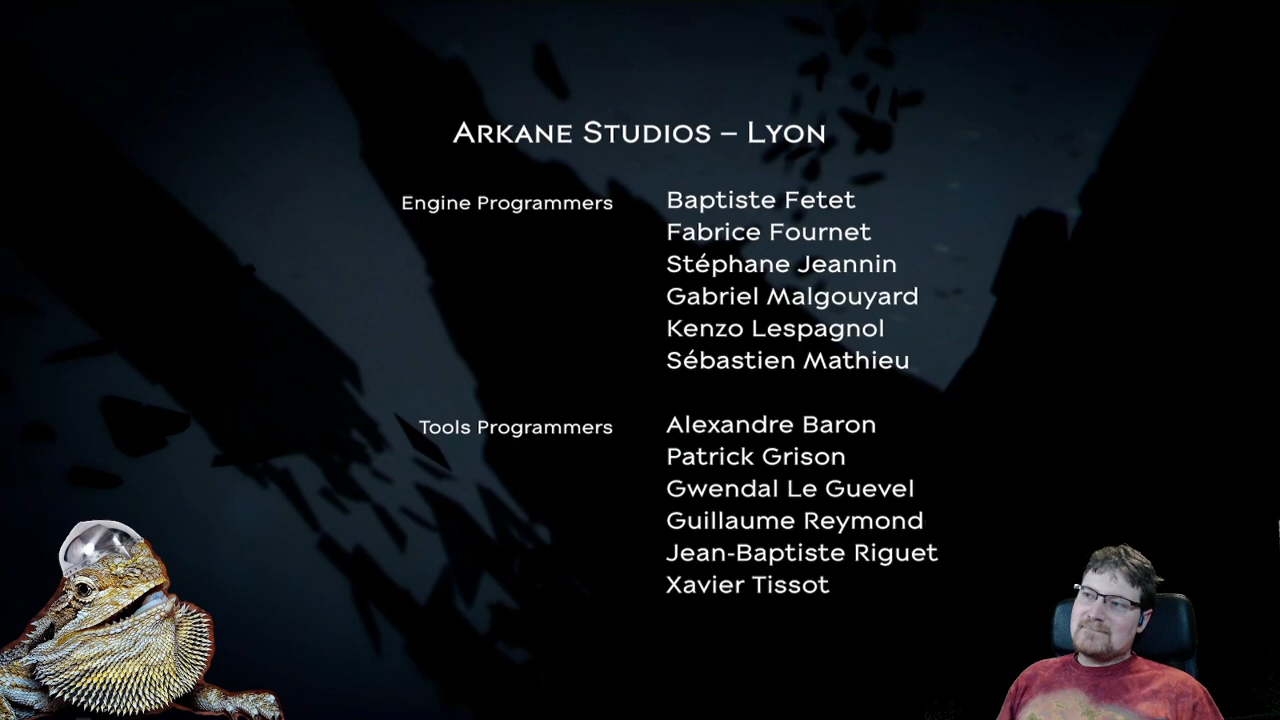 Arkane Studios – Lyon
Engine Programmers
Baptiste Fetet
Fabrice Fournet
Stéphane Jeannin
Gabriel Malgouyard
Kenzo Lespagnol
Sébastien Mathieu
Tools Programmers
Alexandre Baron
Patrick Grison
Gwendal Le Guevel
Guillaume Reymond
Jean-Baptiste Riguet
Xavier Tissot